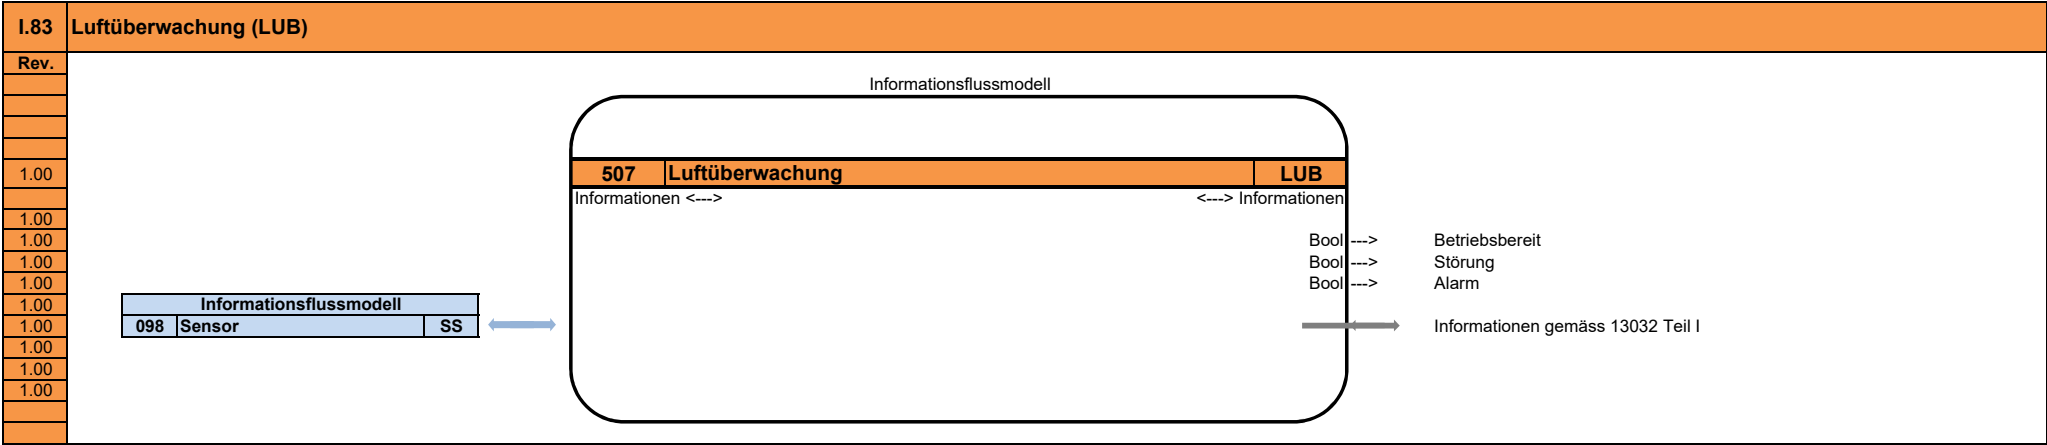 I.83 Luftüberwachung (LUB)
Rev.
Informationsflussmodell
1.00 507 Luftüberwachung LUB
Informationen <---> <---> Informationen
1.00
1.00 Bool ---> Betriebsbereit
1.00 Bool ---> Störung
1.00 Bool ---> Alarm
1.00 Informationsflussmodell
1.00 098 Sensor SS Informationen gemäss 13032 Teil I
1.00
1.00
1.00